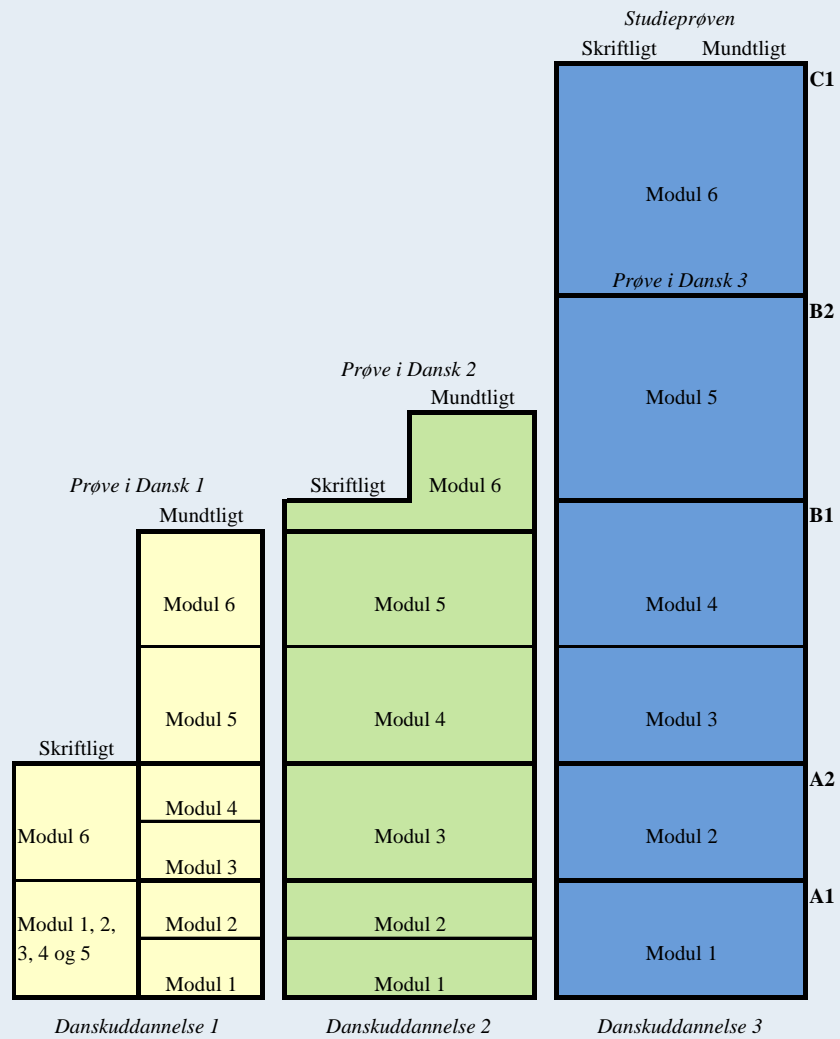 Studieprøven
Skriftligt Mundtligt
C1
Modul 6
Prøve i Dansk 3
B2
Modul 5
B1
Modul 4
Modul 3
A2
Modul 2
A1
Modul 1
Danskuddannelse 3
Prøve i Dansk 2
Mundtligt
Skriftligt
Modul 6
Modul 5
Modul 4
Modul 3
Modul 2
Modul 1
Danskuddannelse 2
Prøve i Dansk 1
Mundtligt
Modul 6
Modul 5
Skriftligt
Modul 4
Modul 6
Modul 3
Modul 1, 2,
3, 4 og 5
Modul 2
Modul 1
Danskuddannelse 1